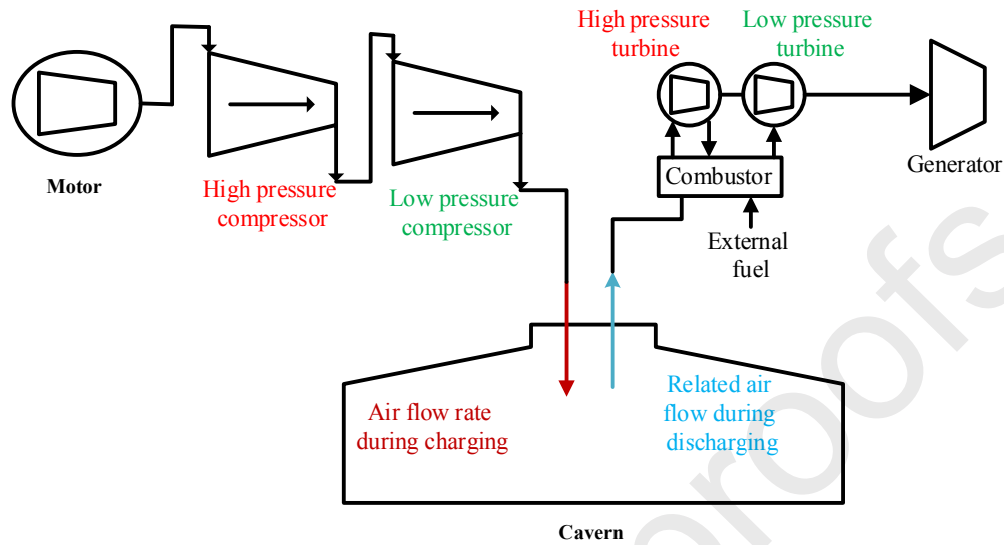 High pressure
turbine
Low pressure
turbine
Motor
High pressure
compressor
Low pressure
compressor
Combustor
Generator
External
fuel
Air flow rate
during charging
Related air
flow during
discharging
Cavern
proofs